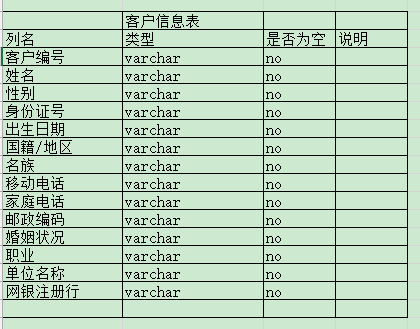 客户信息表
列名 类型 是否为空 说明
客户编号 varchar no
姓名 varchar no
性别 varchar no
身份证号 varchar no
出生日期 varchar no
国籍/地区 varchar no
名族 varchar no
移动电话 varchar no
家庭电话 varchar no
邮政编码 varchar no
婚姻状况 varchar no
职业 varchar no
单位名称 varchar no
网银注册行 varchar no